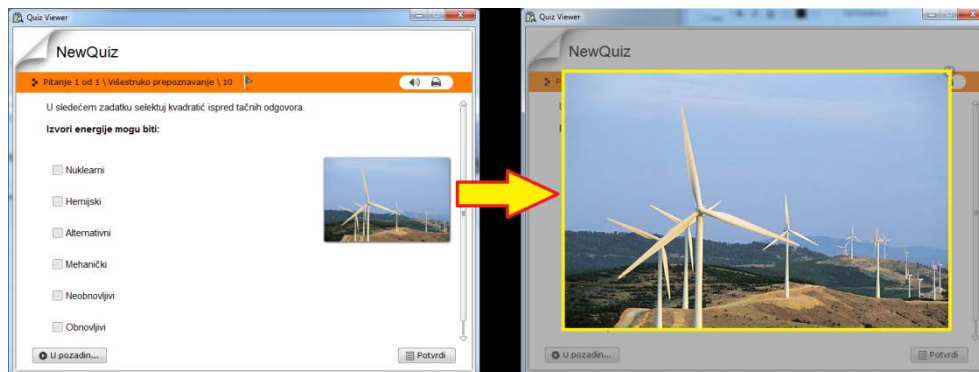 Quiz Viewer
NewQuiz
Pitanje 1 od 1 \ Višestruko prepoznavanje \ 10
U sledećem zadatku selektuj kvadratić ispred tačnih odgovora.
Izvori energije mogu biti:
Nuklearni
Hemijski
Alternativni
Mehanički
Neobnovljivi
Obnovljivi
U pozadin...
Potvrdi
Quiz Viewer
NewQuiz
U pozadin...
Potvrdi